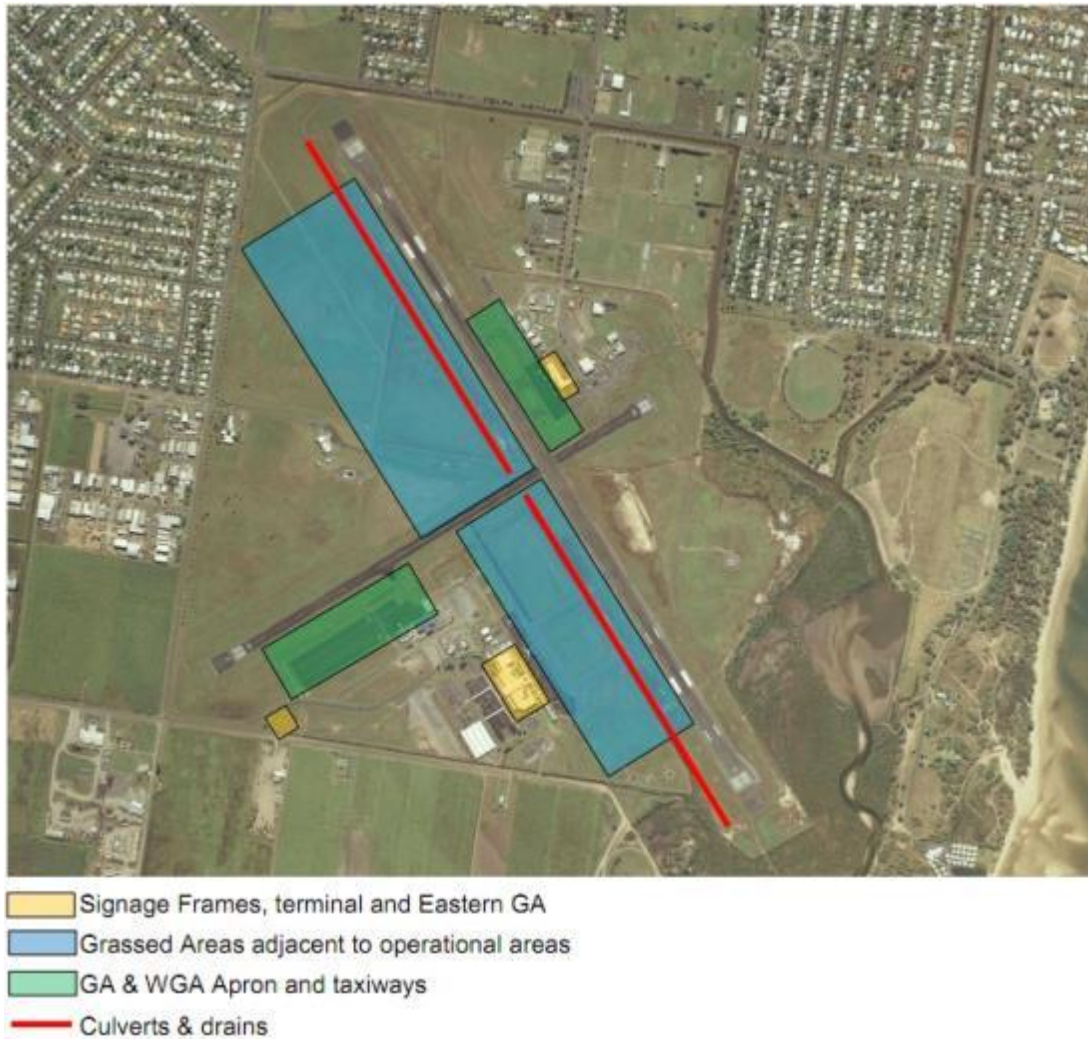 Signage Frames, terminal and Eastern GA
Grassed Areas adjacent to operational areas
GA & WGA Apron and taxiways
Culverts & drains